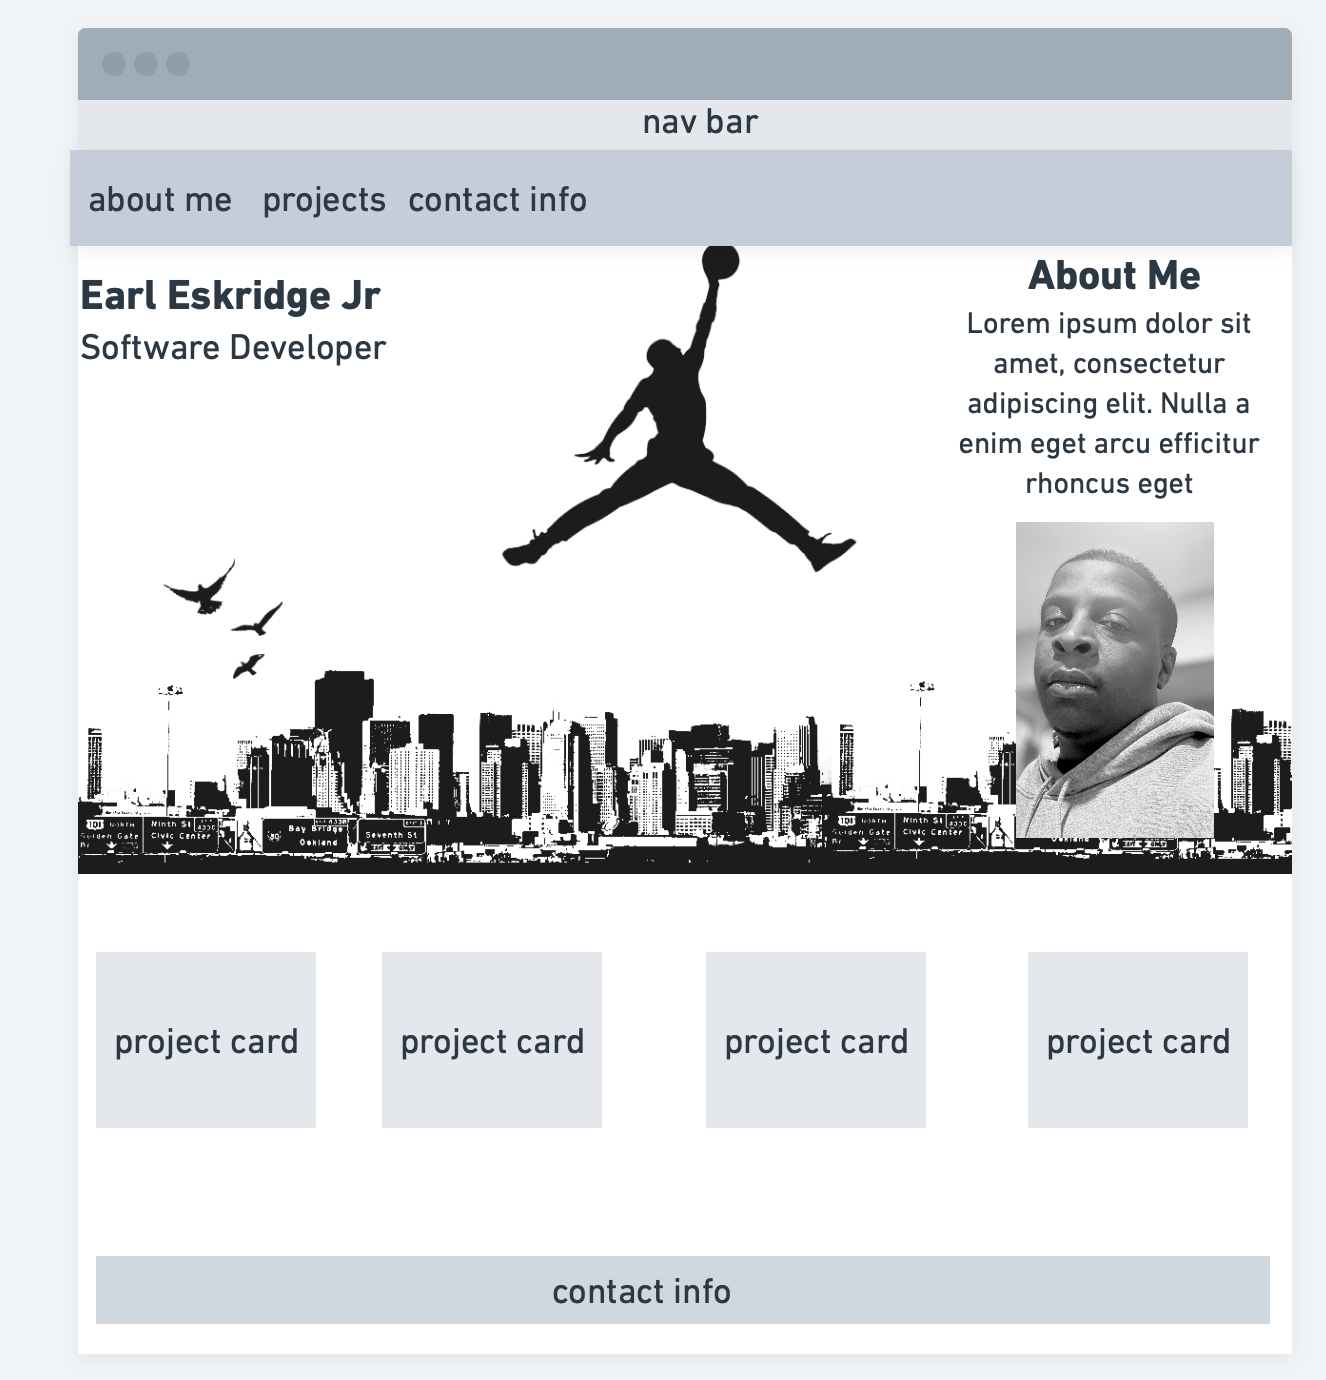 nav bar
about me projects contact info
Earl Eskridge Jr
Software Developer
About Me
Lorem ipsum dolor sit
amet, consectetur
adipiscing elit. Nulla a
enim eget arcu efficitur
rhoncus eget
101 NORTH
Golden Gate
Ninth St
Civic Center
80
Bay Bridge
Oakland
Seventh St
101 NORTH
Golden Gate
Ninth St
Civic Center
Oakland
project card
project card
project card
project card
contact info